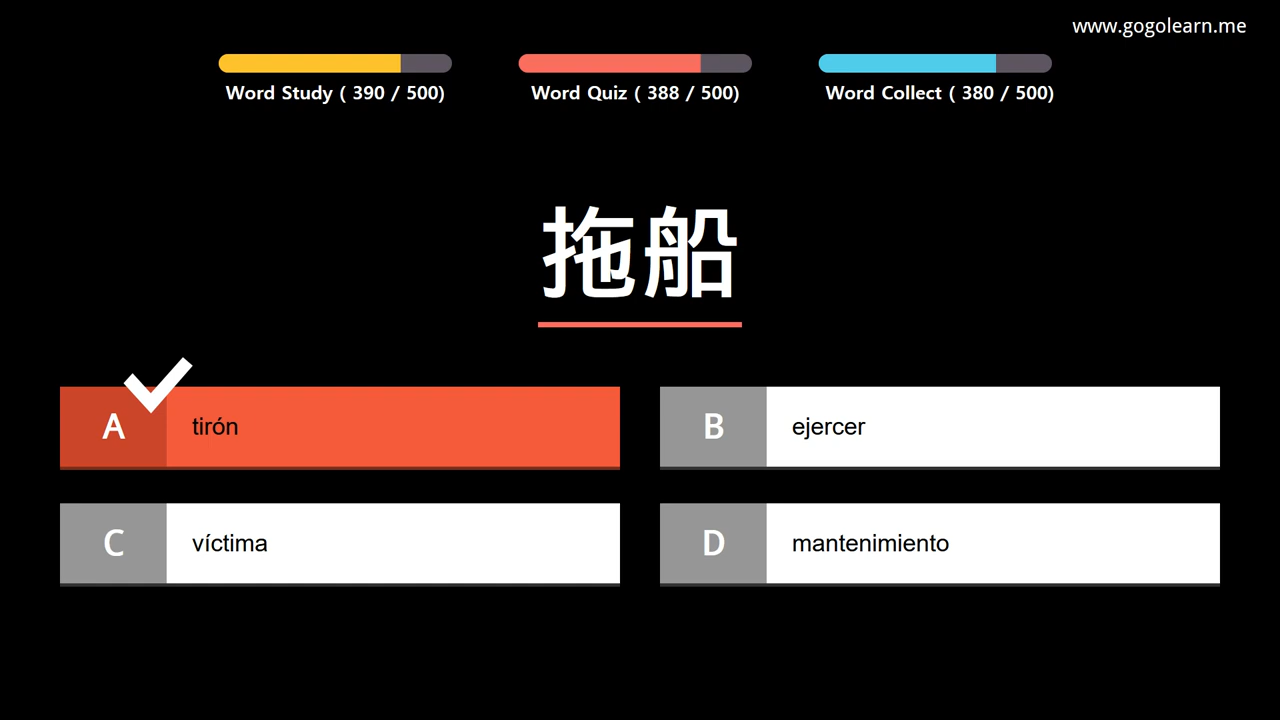 www.gogolearn.me
Word Study ( 390 / 500)
Word Quiz ( 388 / 500)
Word Collect ( 380 / 500)
拖船
A tirón
B ejercer
C víctima
D mantenimiento